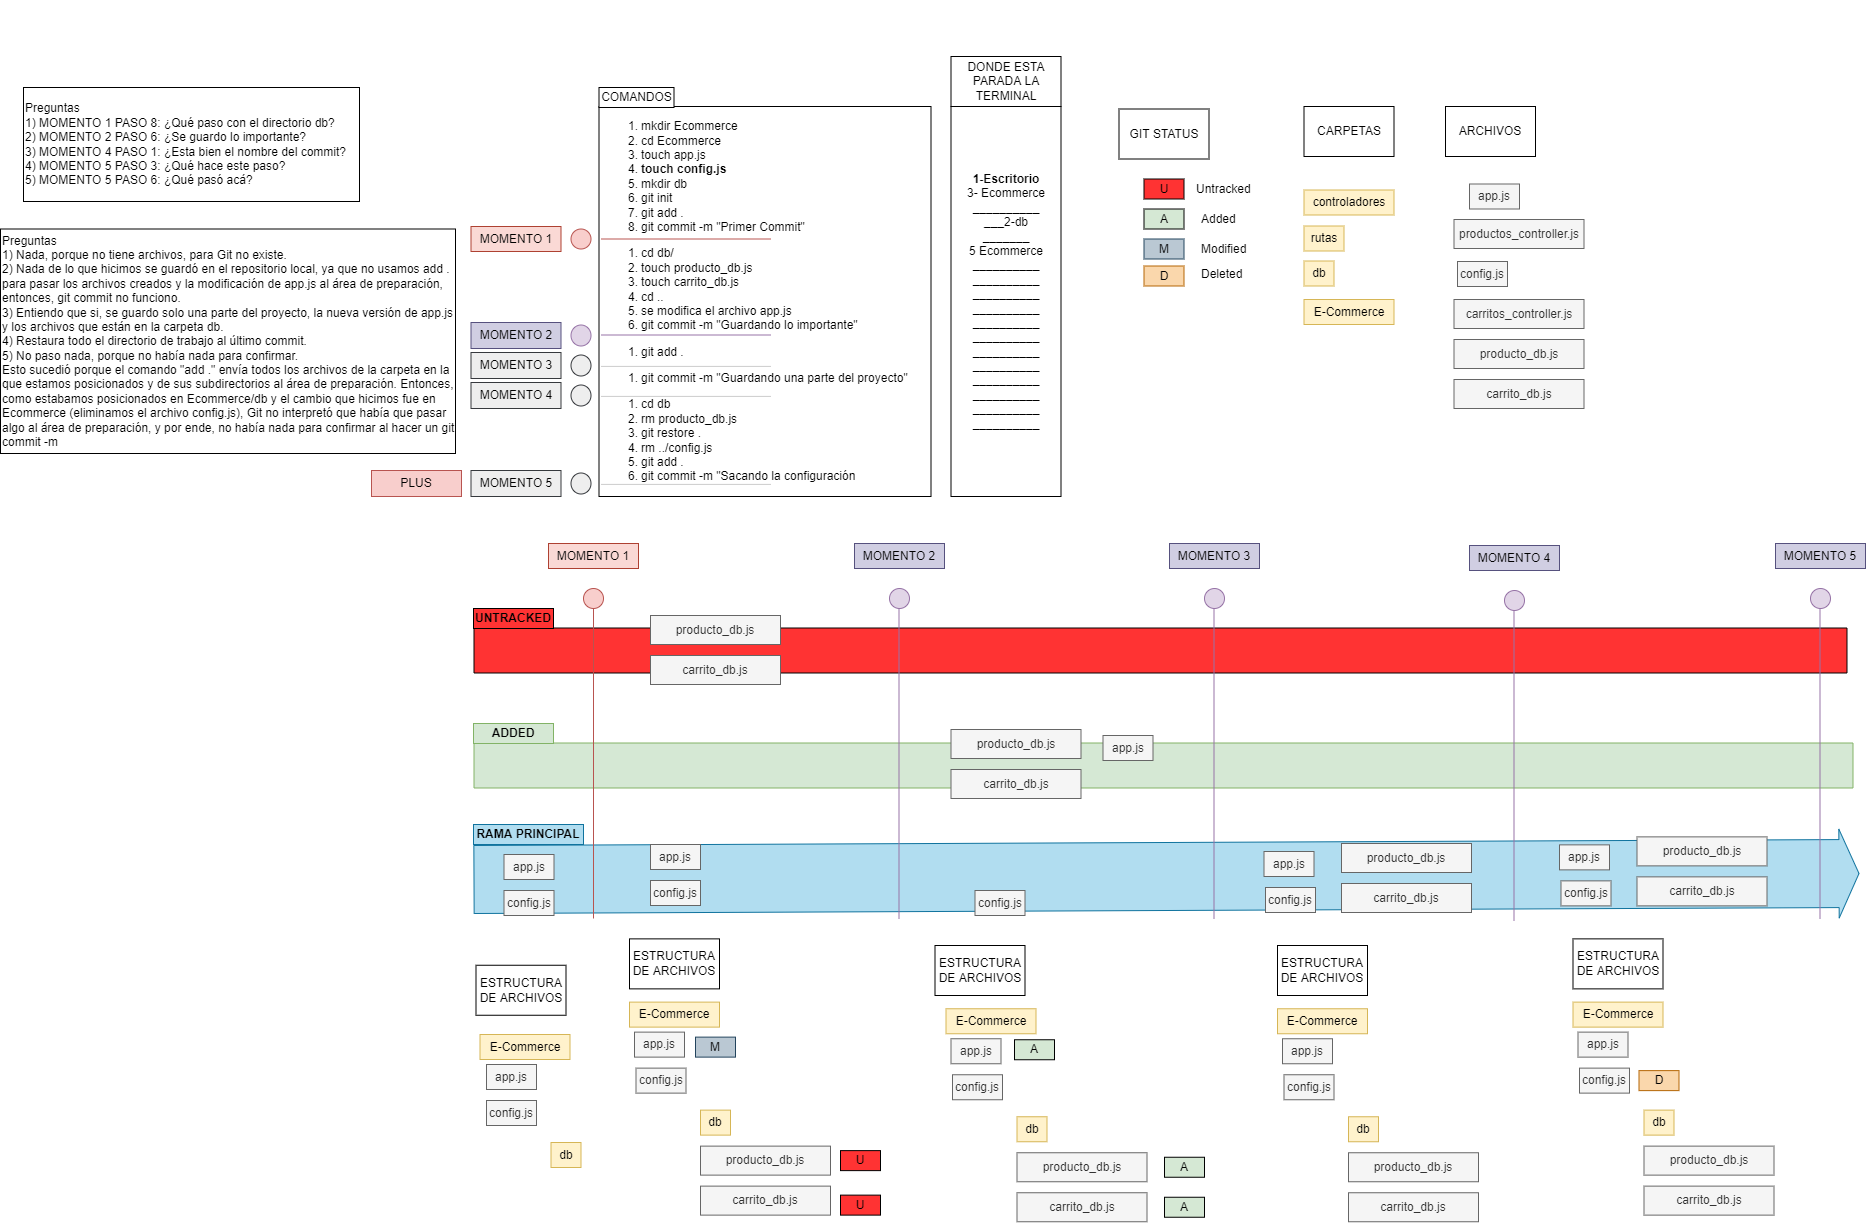 Preguntas
1) MOMENTO 1 PASO 8: ¿Qué paso con el directorio db?
2) MOMENTO 2 PASO 6: ¿Se guardo lo importante?
3) MOMENTO 4 PASO 1: ¿Esta bien el nombre del commit?
4) MOMENTO 5 PASO 3: ¿Qué hace este paso?
5) MOMENTO 5 PASO 6: ¿Qué pasó acá?
Preguntas
1) Nada, porque no tiene archivos, para Git no existe.
2) Nada de lo que hicimos se guardó en el repositorio local, ya que no usamos add .
para pasar los archivos creados y la modificación de app.js al área de preparación,
entonces, git commit no funciono.
3) Entiendo que si, se guardo solo una parte del proyecto, la nueva versión de app.js
y los archivos que están en la carpeta db.
4) Restaura todo el directorio de trabajo al último commit.
5) No paso nada, porque no había nada para confirmar.
Esto sucedió porque el comando "add ." envía todos los archivos de la carpeta en la
que estamos posicionados y de sus subdirectorios al área de preparación. Entonces,
como estabamos posicionados en Ecommerce/db y el cambio que hicimos fue en
Ecommerce (eliminamos el archivo config.js), Git no interpretó que había que pasar
algo al área de preparación, y por ende, no había nada para confirmar al hacer un git
commit -m
PLUS
MOMENTO 1
MOMENTO 2
MOMENTO 3
MOMENTO 4
MOMENTO 5
COMANDOS
1. mkdir Ecommerce
2. cd Ecommerce
3. touch app.js
4. touch config.js
5. mkdir db
6. git init
7. git add .
8. git commit -m "Primer Commit"
1. cd db/
2. touch producto_db.js
3. touch carrito_db.js
4. cd ..
5. se modifica el archivo app.js
6. git commit -m "Guardando lo importante"
1. git add .
1. git commit -m "Guardando una parte del proyecto"
1. cd db
2. rm producto_db.js
3. git restore .
4. rm ../config.js
5. git add .
6. git commit -m "Sacando la configuración
DONDE ESTA
PARADA LA
TERMINAL
1-Escritorio
3- Ecommerce
__________
___2-db
_______
5 Ecommerce
__________
__________
__________
__________
__________
__________
__________
__________
__________
__________
__________
__________
GIT STATUS
U Untracked
A Added
M Modified
D Deleted
CARPETAS
controladores
rutas
db
E-Commerce
ARCHIVOS
app.js
productos_controller.js
config.js
carritos_controller.js
producto_db.js
carrito_db.js
MOMENTO 1
MOMENTO 2
MOMENTO 3
MOMENTO 4
MOMENTO 5
UNTRACKED
producto_db.js
carrito_db.js
ADDED
producto_db.js
app.js
carrito_db.js
RAMA PRINCIPAL
app.js
config.js
app.js
config.js
config.js
app.js
config.js
producto_db.js
carrito_db.js
app.js
config.js
producto_db.js
carrito_db.js
ESTRUCTURA
DE ARCHIVOS
E-Commerce
app.js
config.js
db
ESTRUCTURA
DE ARCHIVOS
E-Commerce
app.js M
config.js
db
producto_db.js U
carrito_db.js U
ESTRUCTURA
DE ARCHIVOS
E-Commerce
app.js A
config.js
db
producto_db.js A
carrito_db.js A
ESTRUCTURA
DE ARCHIVOS
E-Commerce
app.js
config.js
db
producto_db.js
carrito_db.js
ESTRUCTURA
DE ARCHIVOS
E-Commerce
app.js
config.js D
db
producto_db.js
carrito_db.js